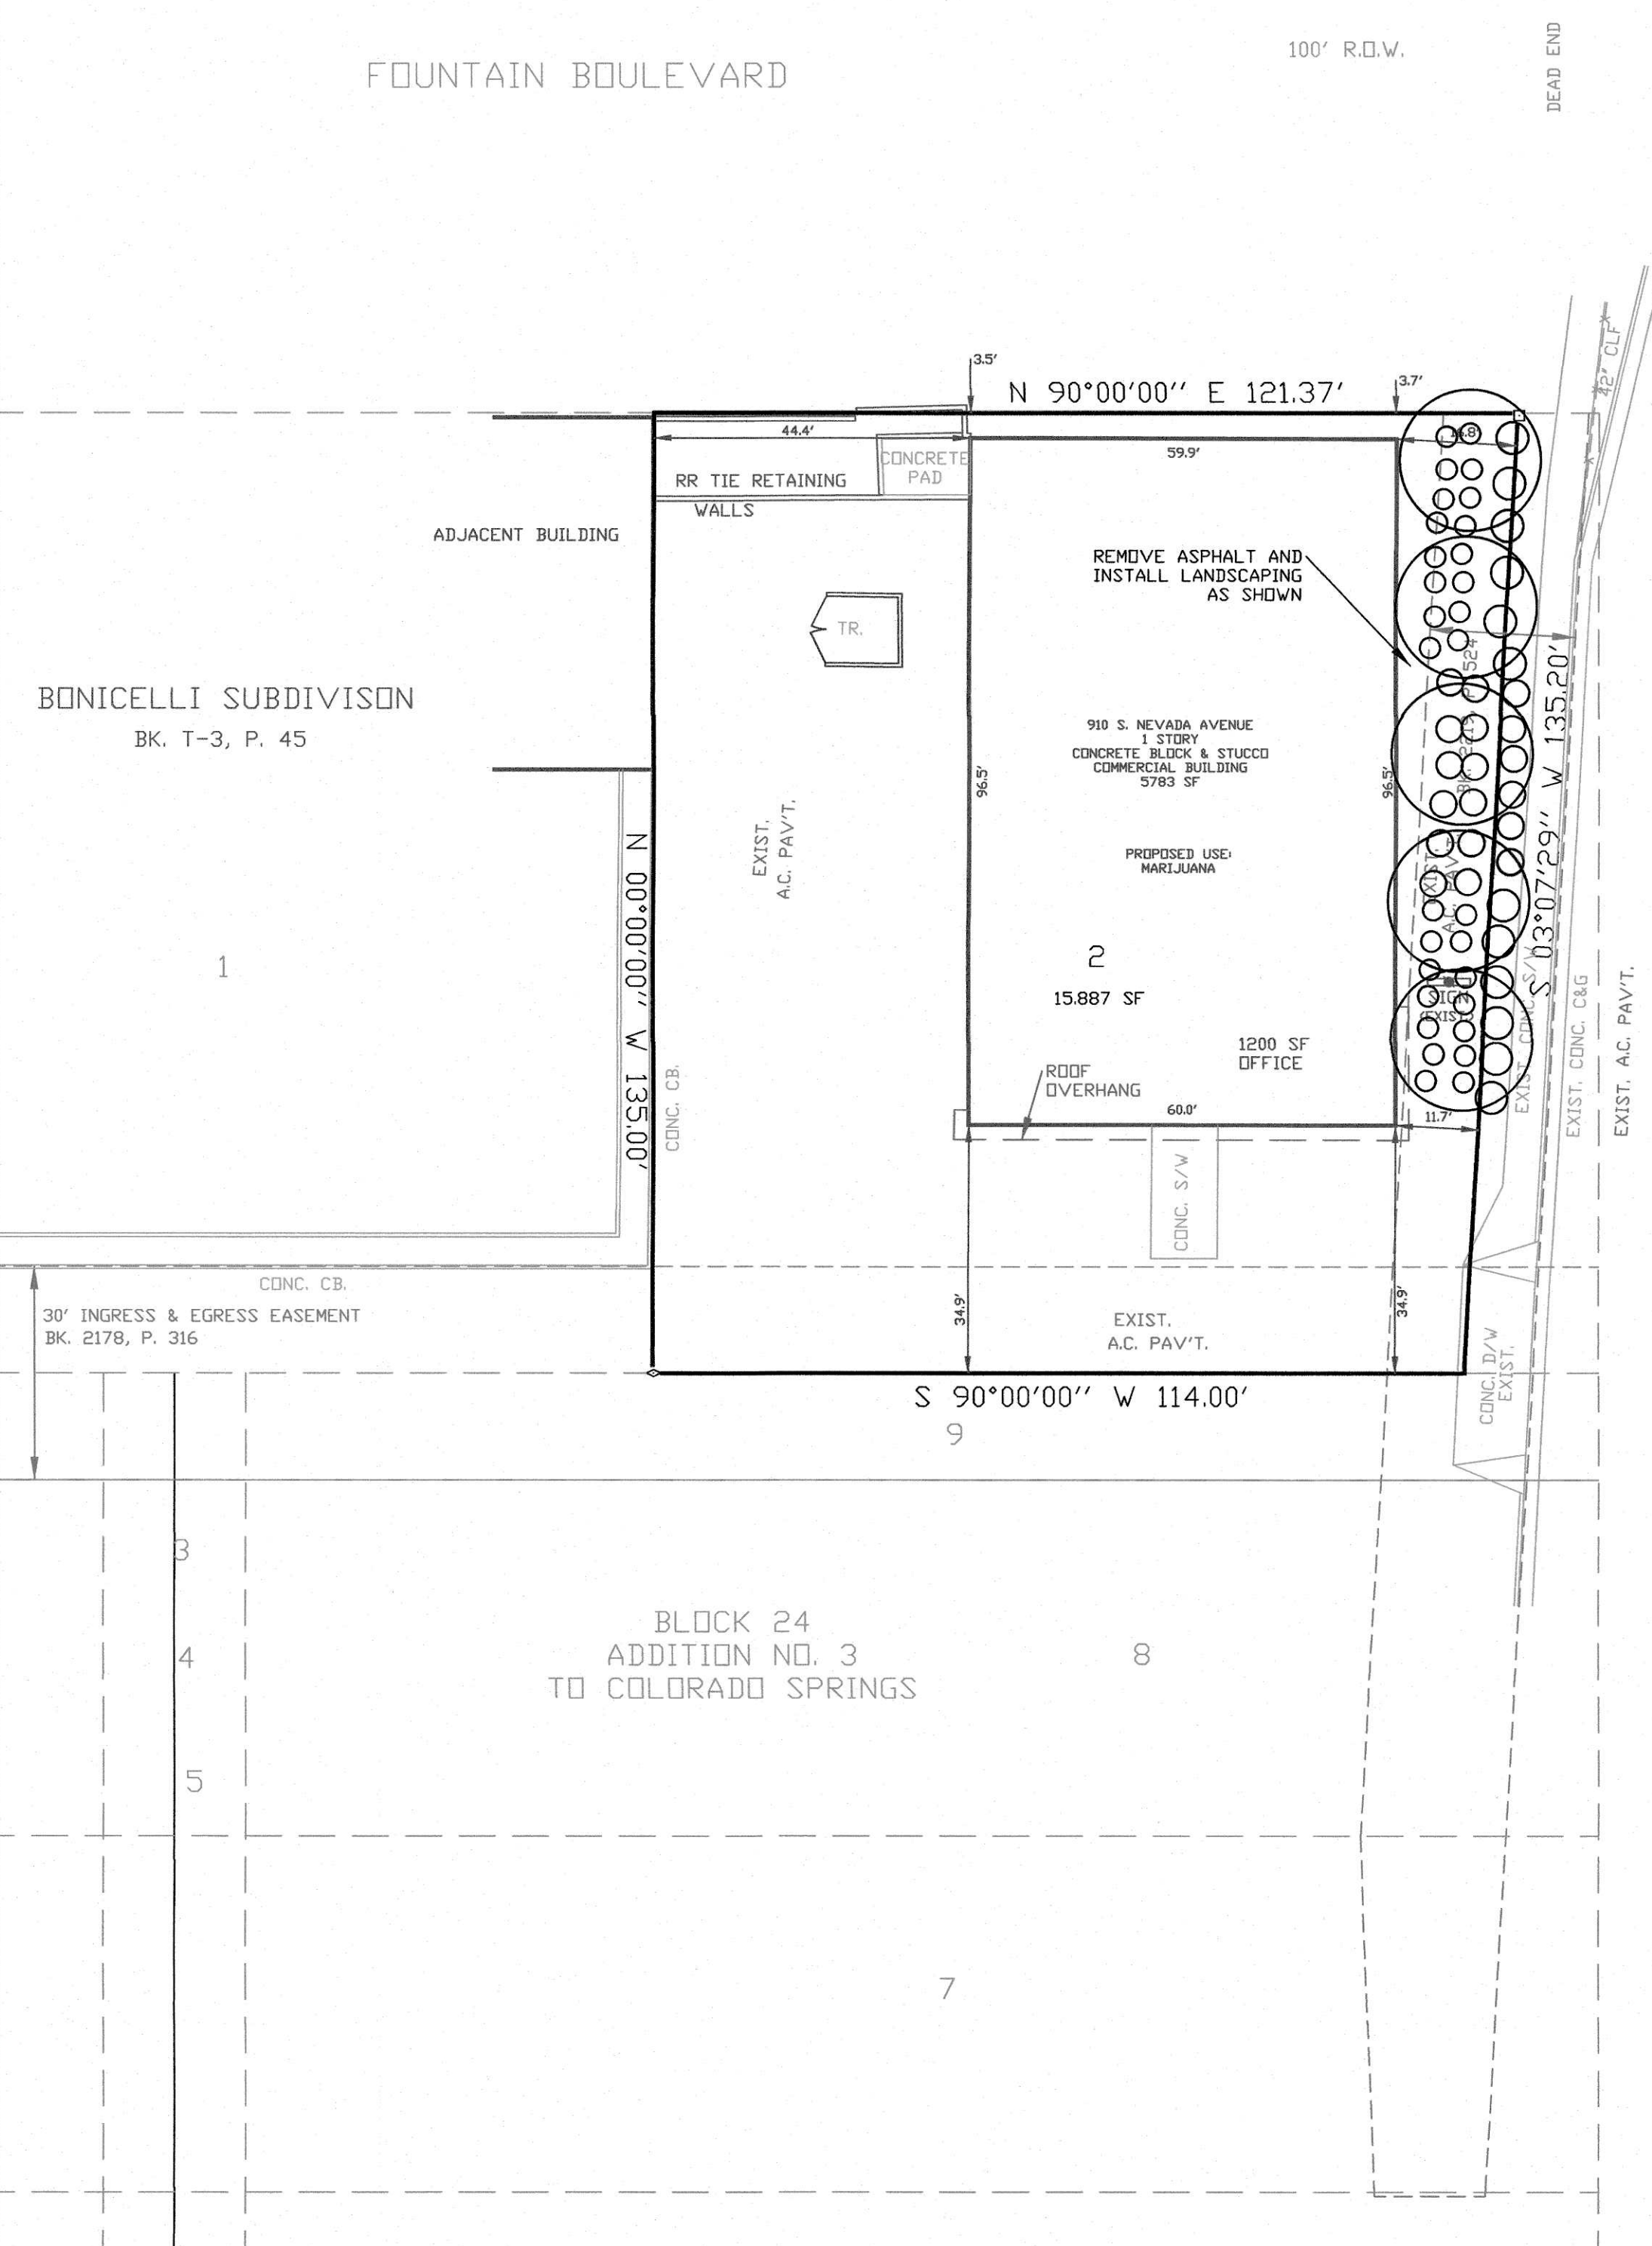 FOUNTAIN BOULEVARD
100' R.O.W.
DEAD END
42" CLF
3.5'
N 90°00'00'' E 121.37'
3.7'
44.4'
59.9'
CONCRETE
PAD
RR TIE RETAINING
WALLS
ADJACENT BUILDING
REMOVE ASPHALT AND
INSTALL LANDSCAPING
AS SHOWN
TR.
BONICELLI SUBDIVISON
BK. T-3, P. 45
910 S. NEVADA AVENUE
1 STORY
CONCRETE BLOCK & STUCCO
COMMERCIAL BUILDING
5783 SF
96.5'
96.5'
S 03°07'29'' W 135.20'
EXIST.
A.C. PAV'T.
PROPOSED USE:
MARIJUANA
EXIST.
A.C. PAV'T.
N 00°00'00'' W 135.00'
1
2
15.887 SF
SIGN
(EXIST.)
1200 SF
OFFICE
ROOF
OVERHANG
CONC. CB.
60.0'
11.7'
EXIST. CONC. S/W
EXIST. CONC. C&G
EXIST. A.C. PAV'T.
CONC. S/W
CONC. CB.
30' INGRESS & EGRESS EASEMENT
BK. 2178, P. 316
34.9'
34.9'
EXIST.
A.C. PAV'T.
CONC. D/W
EXIST.
S 90°00'00'' W 114.00'
9
3
BLOCK 24
ADDITION NO. 3
TO COLORADO SPRINGS
4
8
5
7